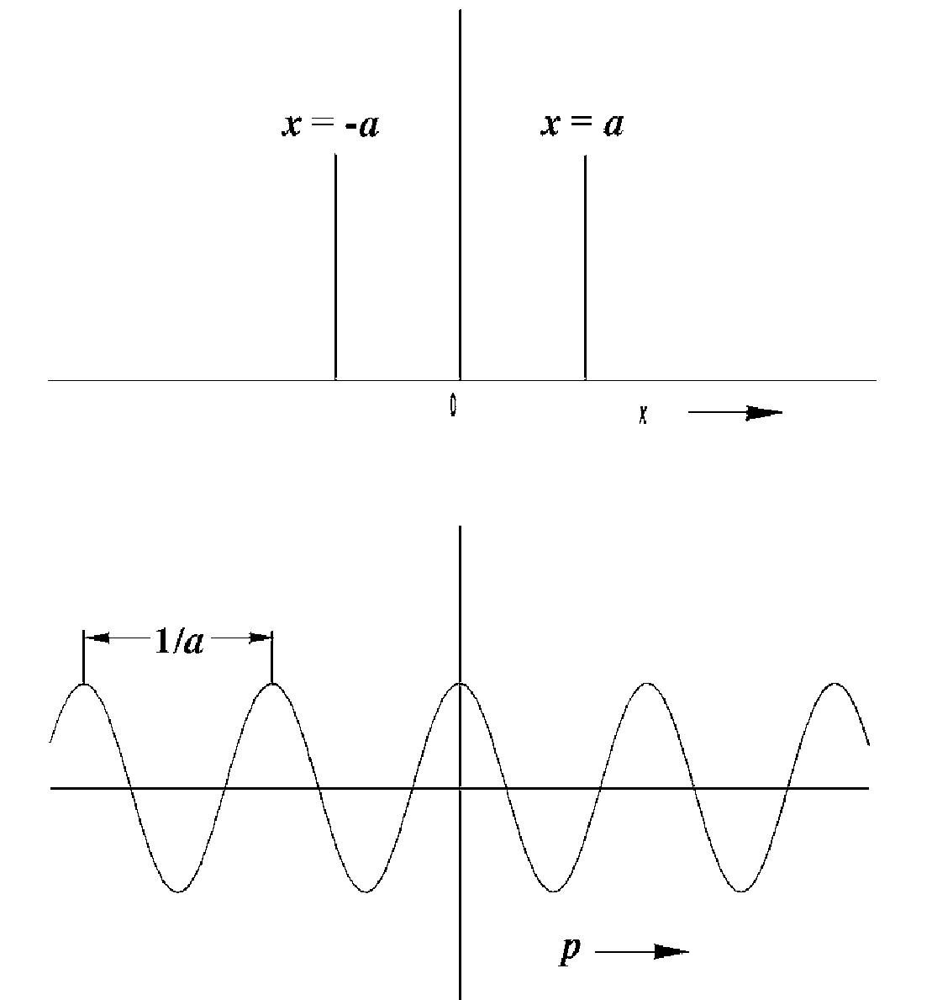 x = -a
x = a
0
x
1/a
p